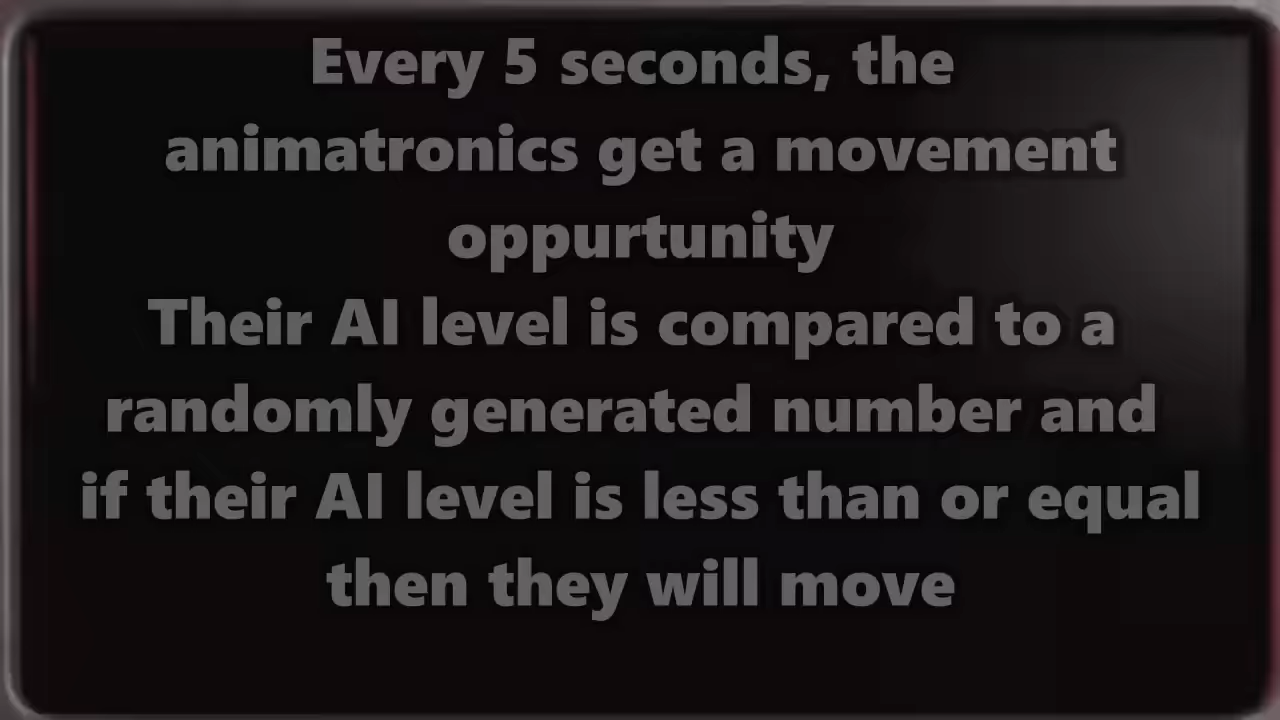 Every 5 seconds, the
animatronics get a movement
oppurtunity
Their AI level is compared to a
randomly generated number and
if their AI level is less than or equal
then they will move